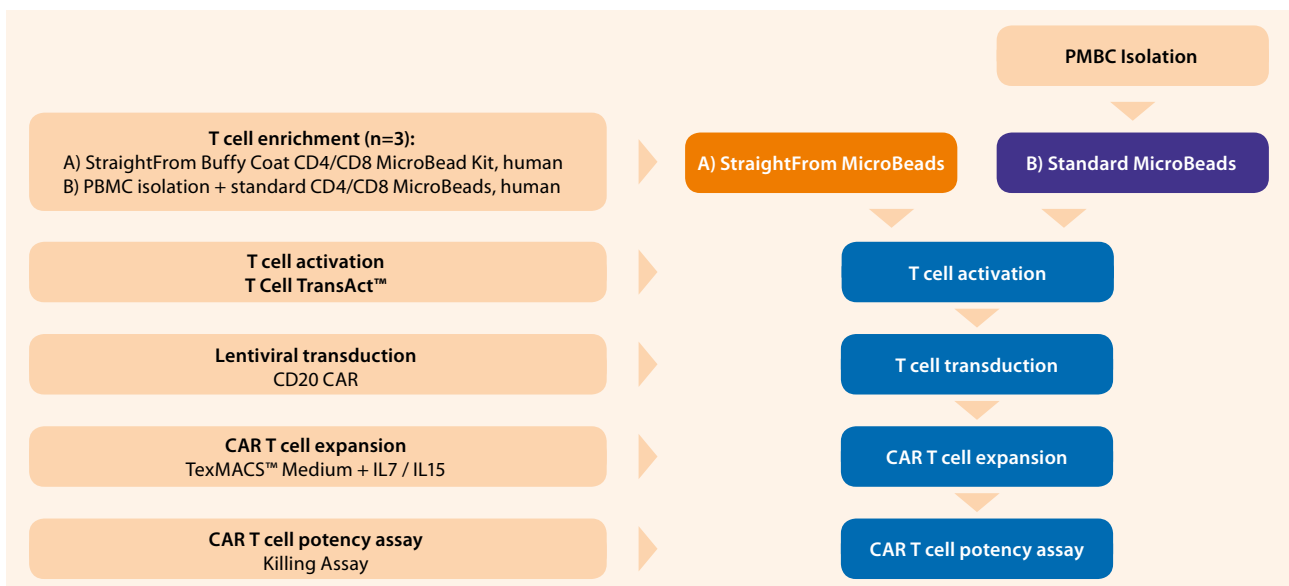 PMBC Isolation
T cell enrichment (n=3):
A) StraightFrom Buffy Coat CD4/CD8 MicroBead Kit, human
B) PBMC isolation + standard CD4/CD8 MicroBeads, human
A) StraightFrom MicroBeads
B) Standard MicroBeads
T cell activation
T Cell TransAct™
T cell activation
Lentiviral transduction
CD20 CAR
T cell transduction
CAR T cell expansion
TexMACS™ Medium + IL7 / IL15
CAR T cell expansion
CAR T cell potency assay
Killing Assay
CAR T cell potency assay